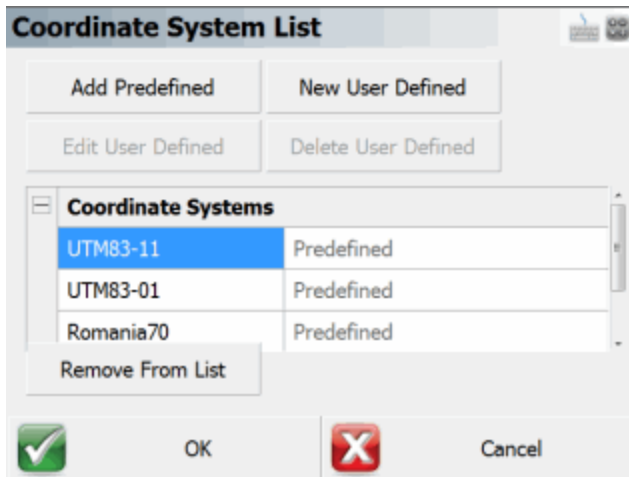 Coordinate System List
Add Predefined New User Defined
Edit User Defined Delete User Defined
Coordinate Systems
UTM83-11 Predefined
UTM83-01 Predefined
Romania70 Predefined
Remove From List
OK Cancel